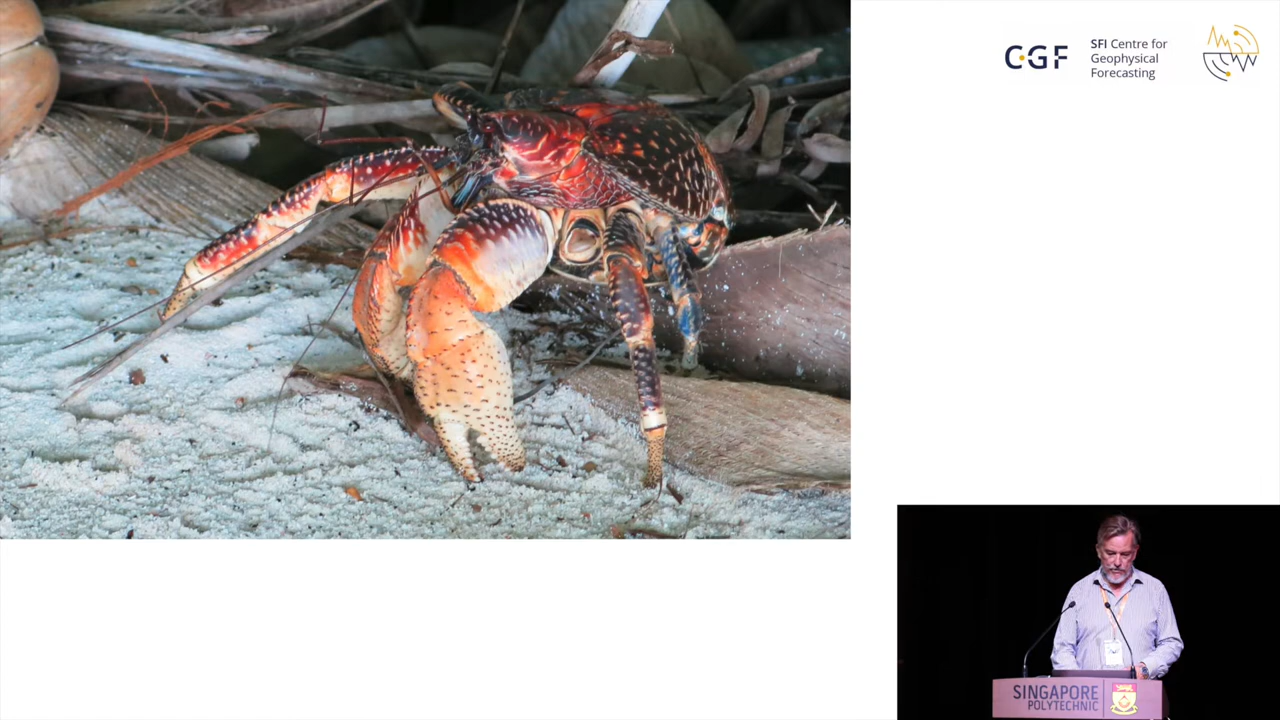 CGF
SFI Centre for
Geophysical
Forecasting
SINGAPORE
POLYTECHNIC